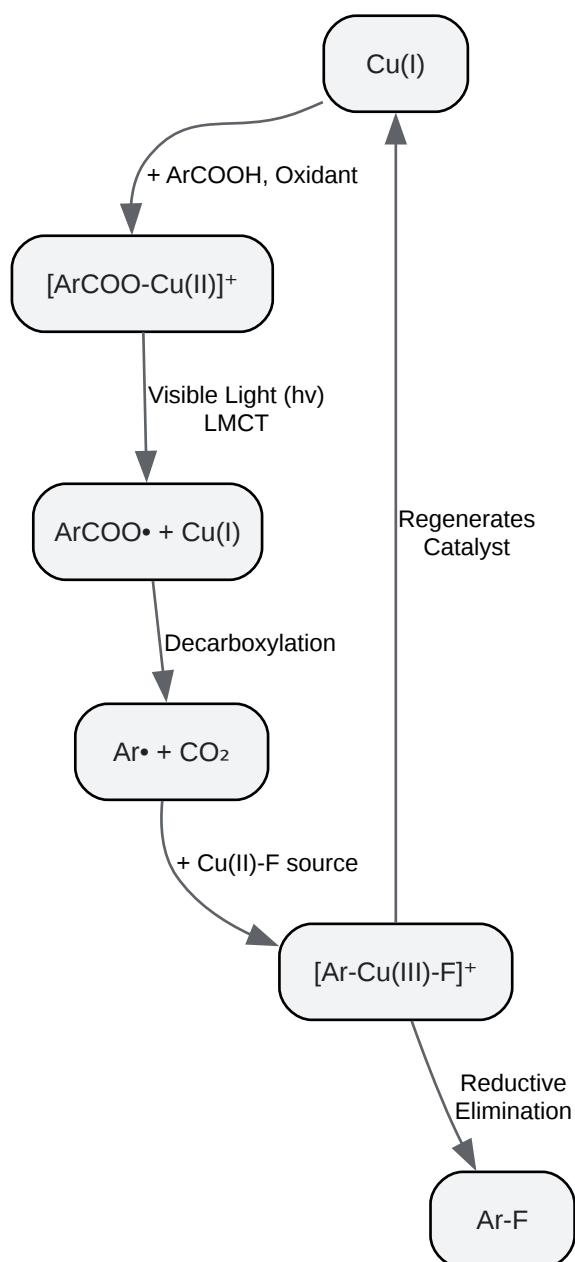 Cu(I)
+ ArCOOH, Oxidant
[ArCOO-Cu(II)]⁺
Visible Light (hv)
LMCT
ArCOO• + Cu(I)
Regenerates
Catalyst
Decarboxylation
Ar• + CO₂
+ Cu(II)-F source
[Ar-Cu(III)-F]⁺
Reductive
Elimination
Ar-F